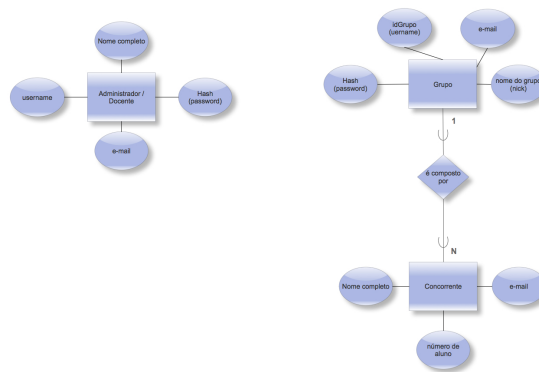 Nome completo
Administrador /
Docente
username
Hash
(password)
e-mail
idGrupo
(uername)
e-mail
Hash
(password)
Grupo
nome do grupo
(nick)
1
é composto
por
N
Nome completo
Concorrente
e-mail
número de
aluno